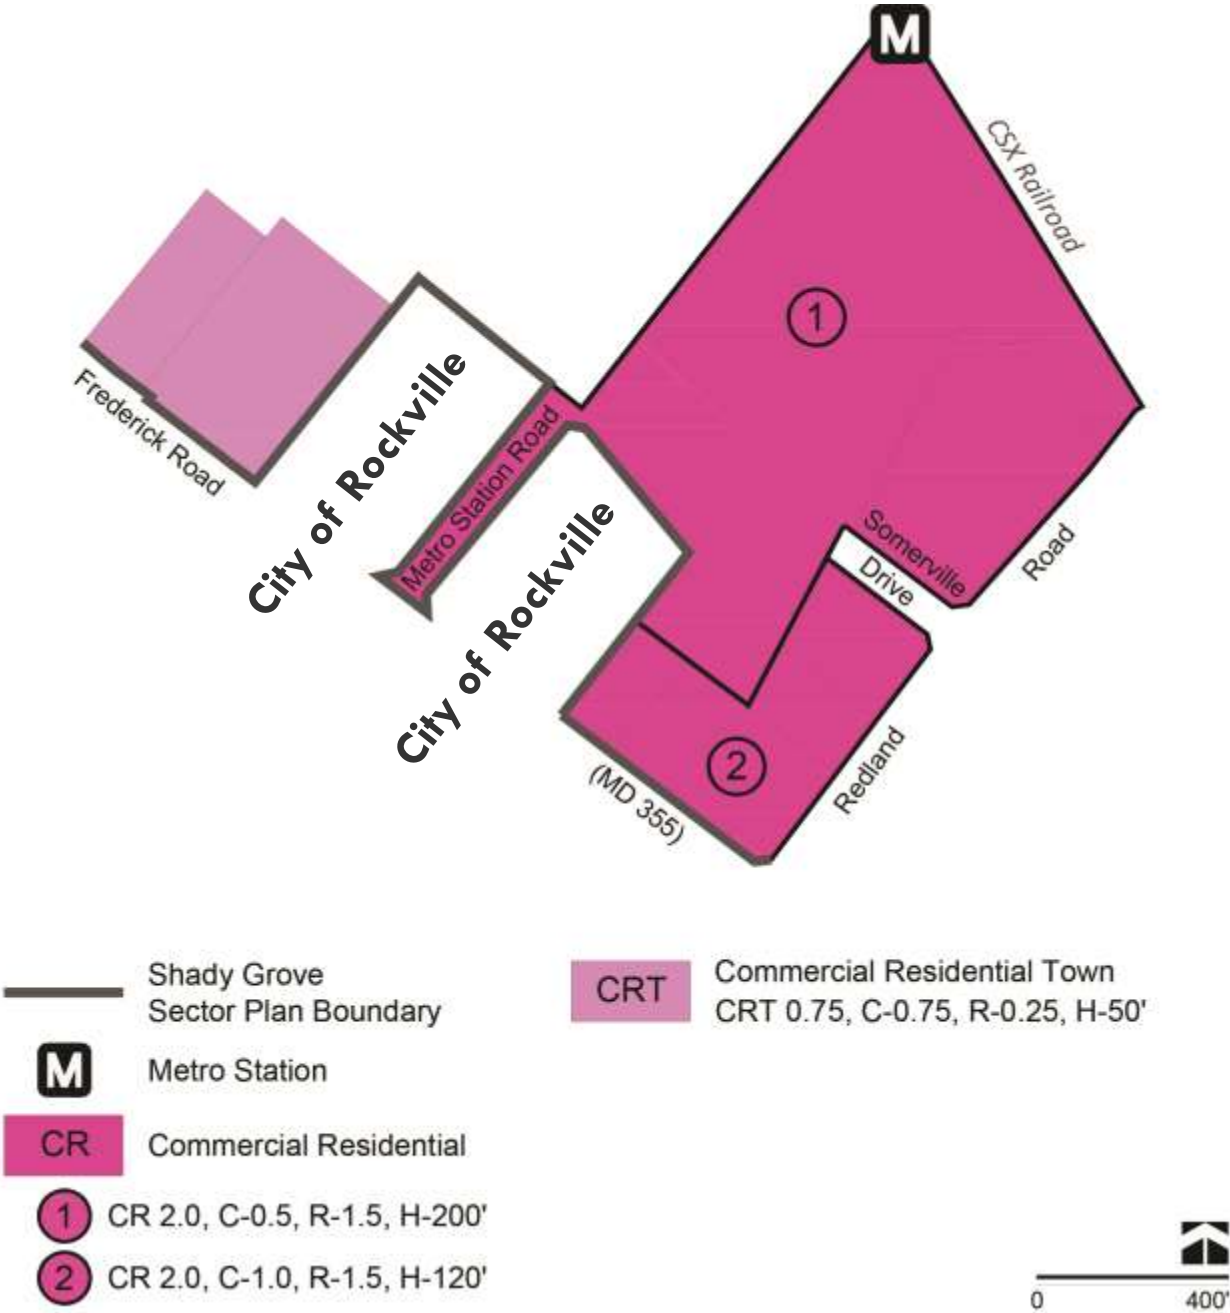 M
CSX Railroad
1
City of Rockville
Frederick Road
Metro Station Road
City of Rockville
Somerville
Drive
Road
2
(MD 355)
Redland
Shady Grove
Sector Plan Boundary
CRT
Commercial Residential Town
CRT 0.75, C-0.75, R-0.25, H-50'
M
Metro Station
CR
Commercial Residential
1 CR 2.0, C-0.5, R-1.5, H-200'
2 CR 2.0, C-1.0, R-1.5, H-120'
0 400'